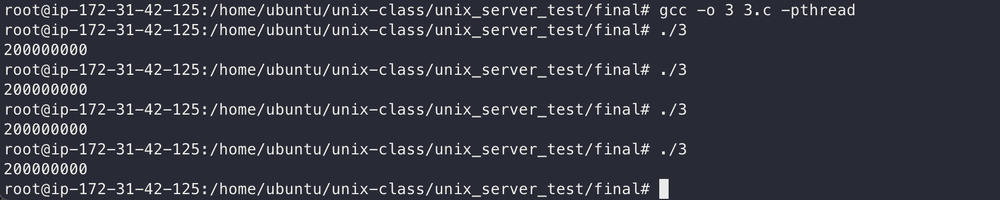 root@ip-172-31-42-125:/home/ubuntu/unix-class/unix_server_test/final# gcc -o 3 3.c -pthread
root@ip-172-31-42-125:/home/ubuntu/unix-class/unix_server_test/final# ./3
200000000
root@ip-172-31-42-125:/home/ubuntu/unix-class/unix_server_test/final# ./3
200000000
root@ip-172-31-42-125:/home/ubuntu/unix-class/unix_server_test/final# ./3
200000000
root@ip-172-31-42-125:/home/ubuntu/unix-class/unix_server_test/final# ./3
200000000
root@ip-172-31-42-125:/home/ubuntu/unix-class/unix_server_test/final#